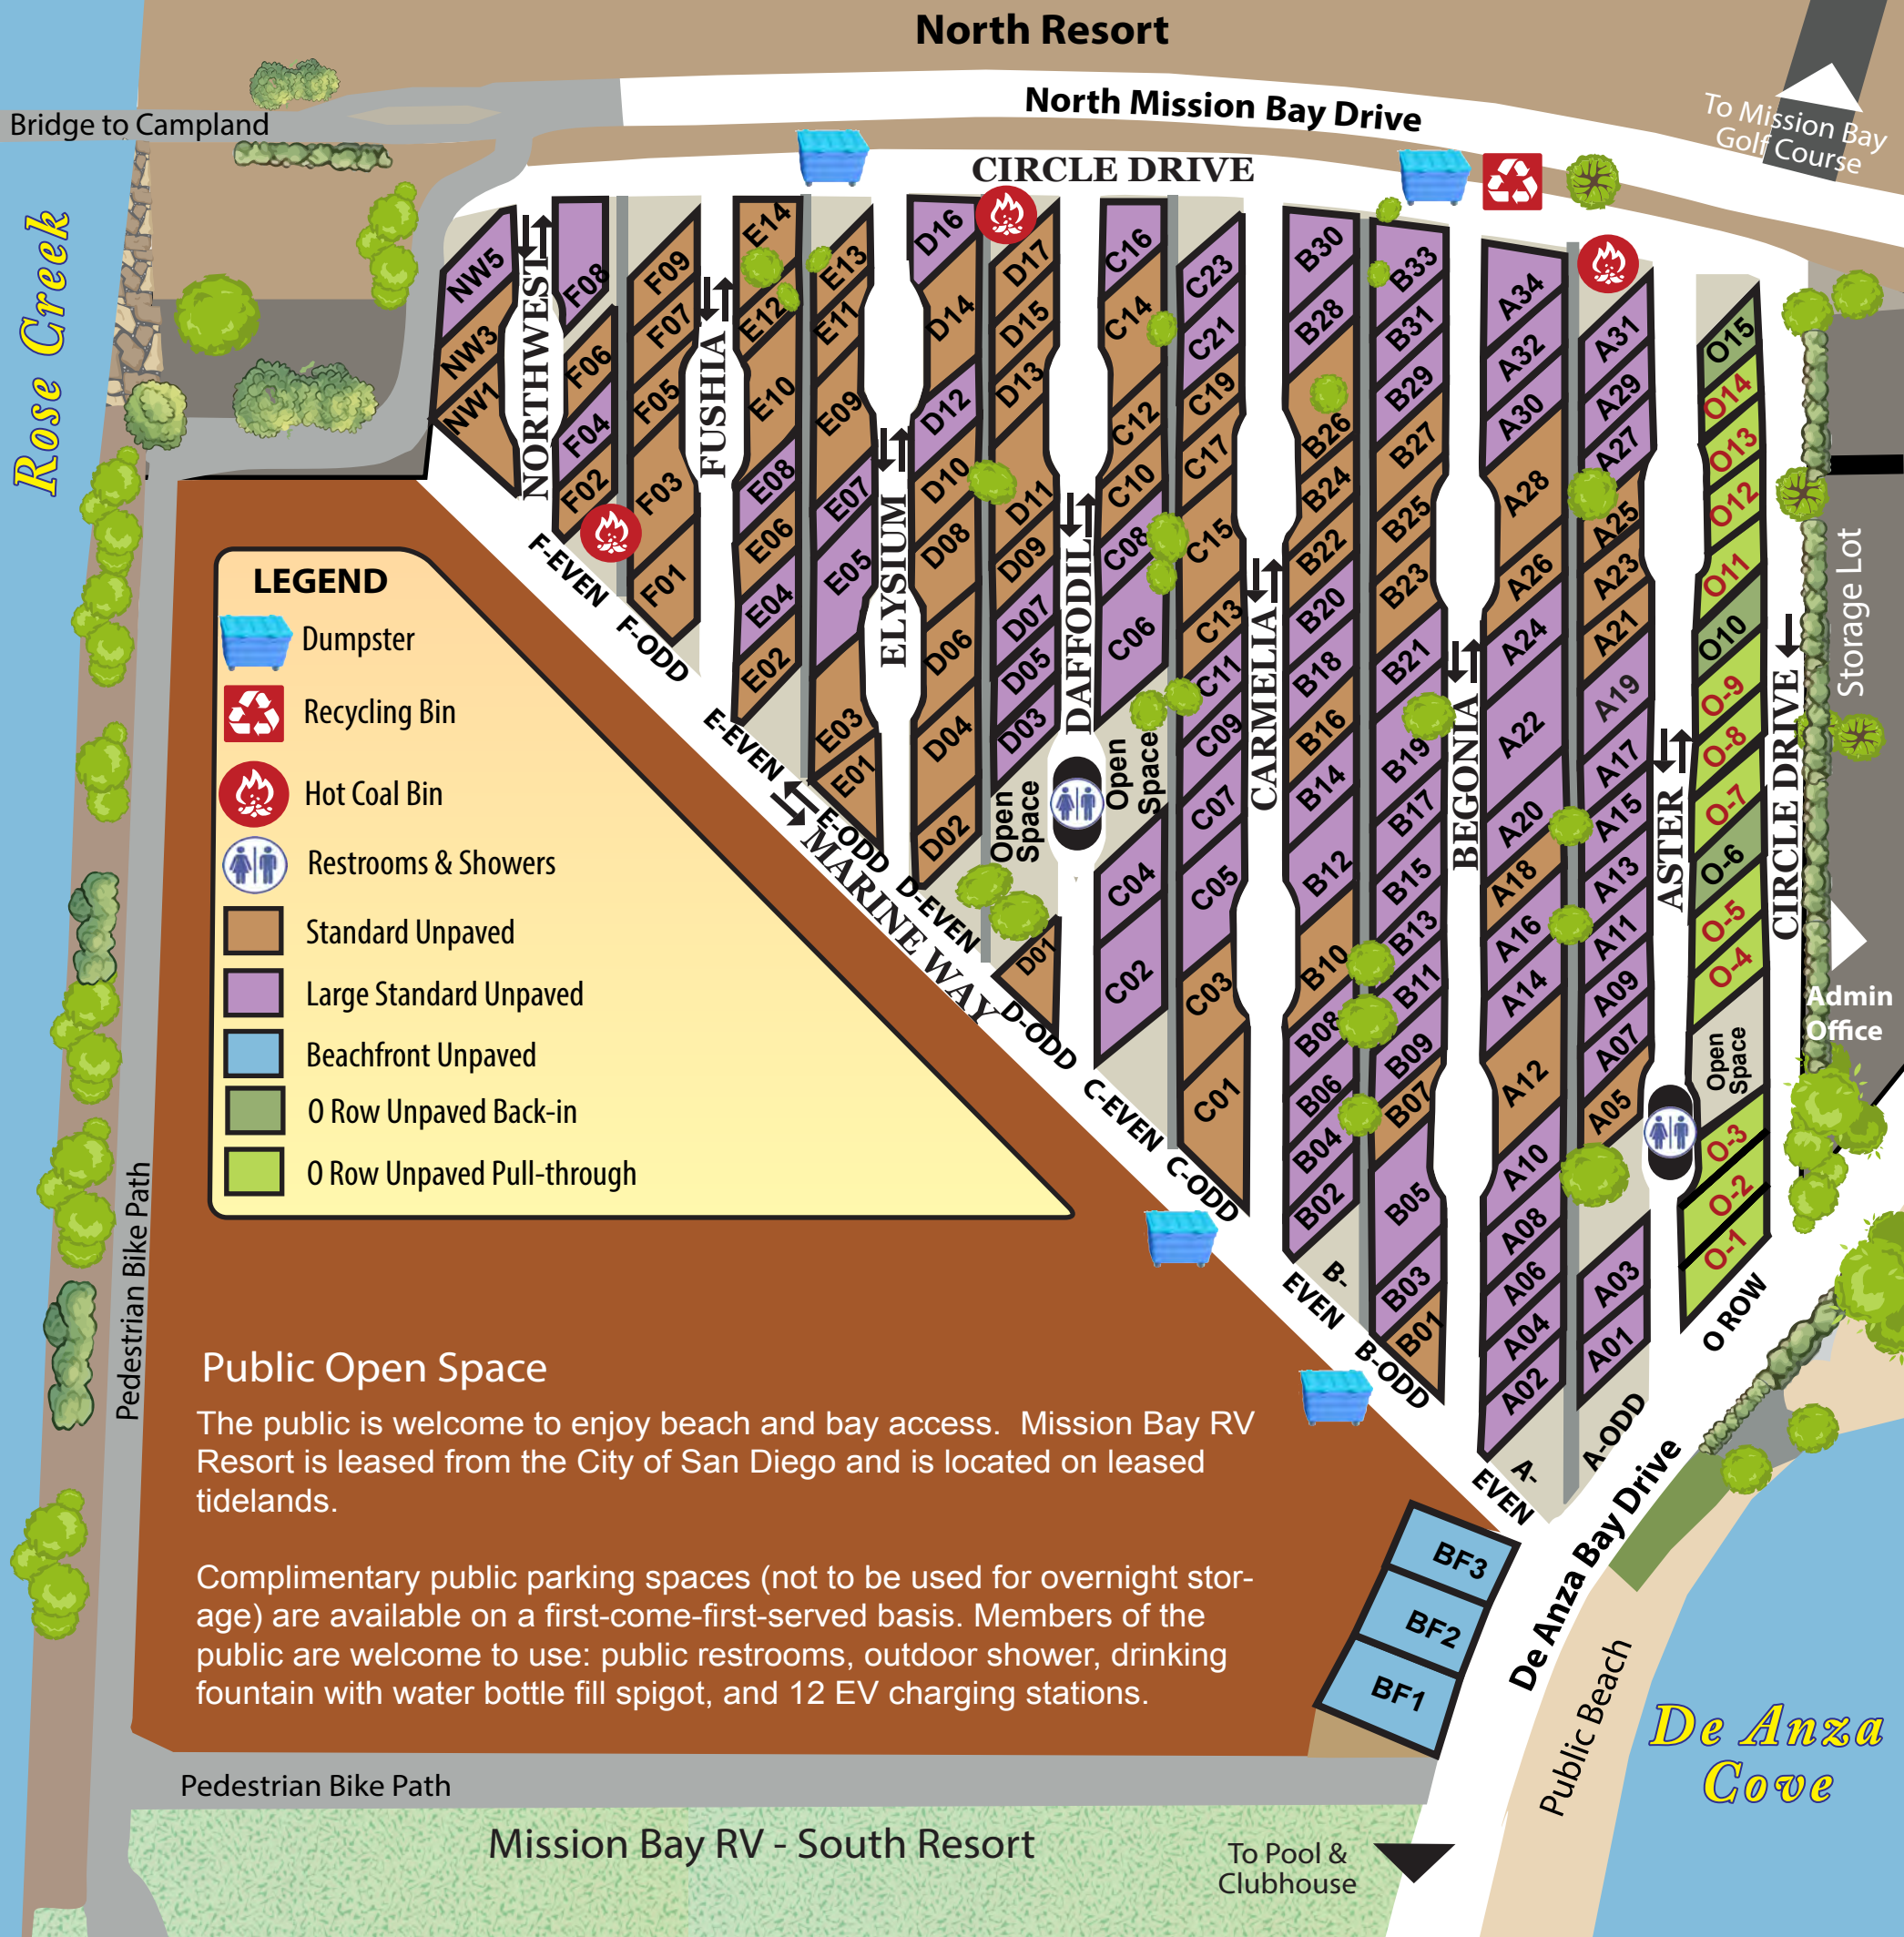 North Resort
North Mission Bay Drive
To Mission Bay
Golf Course
Bridge to Campland
CIRCLE DRIVE
Rose Creek
NW5
NW3
NW1
NORTHWEST
F08
F06
F04
F02
F-EVEN
F09
F07
F05
F03
F01
F-ODD
FUSHIA
E14
E12
E10
E08
E06
E04
E02
E-EVEN
E13
E11
E09
E07
E05
E03
E01
E-ODD
ELYSIUM
D16
D14
D12
D10
D08
D06
D04
D02
D-EVEN
D17
D15
D13
D11
D09
D07
D05
D03
Open
Space
D01
D-ODD
DAFFODIL
C16
C14
C12
C10
C08
C06
Open
Space
C04
C02
C-EVEN
C23
C21
C19
C17
C15
C13
C11
C09
C07
C05
C03
C01
C-ODD
CARMELIA
B30
B28
B26
B24
B22
B20
B18
B16
B14
B12
B10
B08
B06
B04
B02
B-
EVEN
B33
B31
B29
B27
B25
B23
B21
B19
B17
B15
B13
B11
B09
B07
B05
B03
B01
B-ODD
BEGONIA
A34
A32
A30
A28
A26
A24
A22
A20
A18
A16
A14
A12
A10
A08
A06
A04
A02
A-
EVEN
A31
A29
A27
A25
A23
A21
A19
A17
A15
A13
A11
A09
A07
A05
A03
A01
A-ODD
ASTER
O15
O14
O13
O12
O11
O10
O-9
O-8
O-7
O-6
O-5
O-4
Open
Space
O-3
O-2
O-1
O ROW
CIRCLE DRIVE
Storage Lot
Admin
Office
MARINE WAY
LEGEND
Dumpster
Recycling Bin
Hot Coal Bin
Restrooms & Showers
Standard Unpaved
Large Standard Unpaved
Beachfront Unpaved
O Row Unpaved Back-in
O Row Unpaved Pull-through
Pedestrian Bike Path
Public Open Space
The public is welcome to enjoy beach and bay access.  Mission Bay RV
Resort is leased from the City of San Diego and is located on leased
tidelands.
Complimentary public parking spaces (not to be used for overnight stor-
age) are available on a first-come-first-served basis. Members of the
public are welcome to use: public restrooms, outdoor shower, drinking
fountain with water bottle fill spigot, and 12 EV charging stations.
BF3
BF2
BF1
De Anza Bay Drive
Public Beach
De Anza
Cove
Pedestrian Bike Path
Mission Bay RV - South Resort
To Pool &
Clubhouse